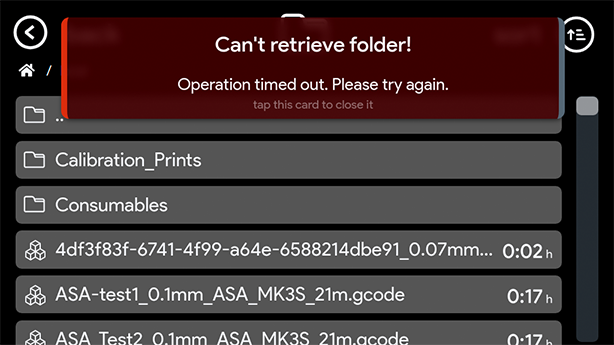 Can't retrieve folder!
Operation timed out. Please try again.
tap this card to close it
/
..
Calibration_Prints
Consumables
4df3f83f-6741-4f99-a64e-6588214dbe91_0.07mm... 0:02 h
ASA-test1_0.1mm_ASA_MK3S_21m.gcode 0:17 h
ASA_Test2_0.1mm_ASA_MK3S_21m.gcode 0:17 h